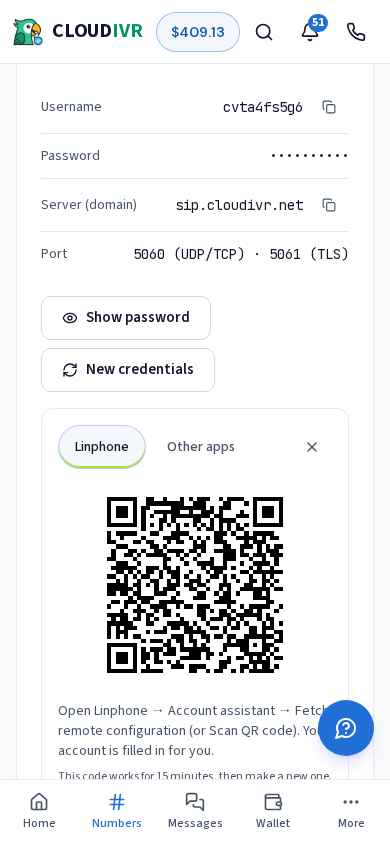 CLOUDIVR
$409.13
51
Username
cvta4fs5g6
Password
••••••••••
Server (domain)
sip.cloudivr.net
Port
5060 (UDP/TCP) · 5061 (TLS)
Show password
New credentials
Linphone
Other apps
Open Linphone → Account assistant → Fetch
remote configuration (or Scan QR code).
account is filled in for you.
This code works for 15 minutes, then make a new one.
Home
Numbers
Messages
Wallet
More